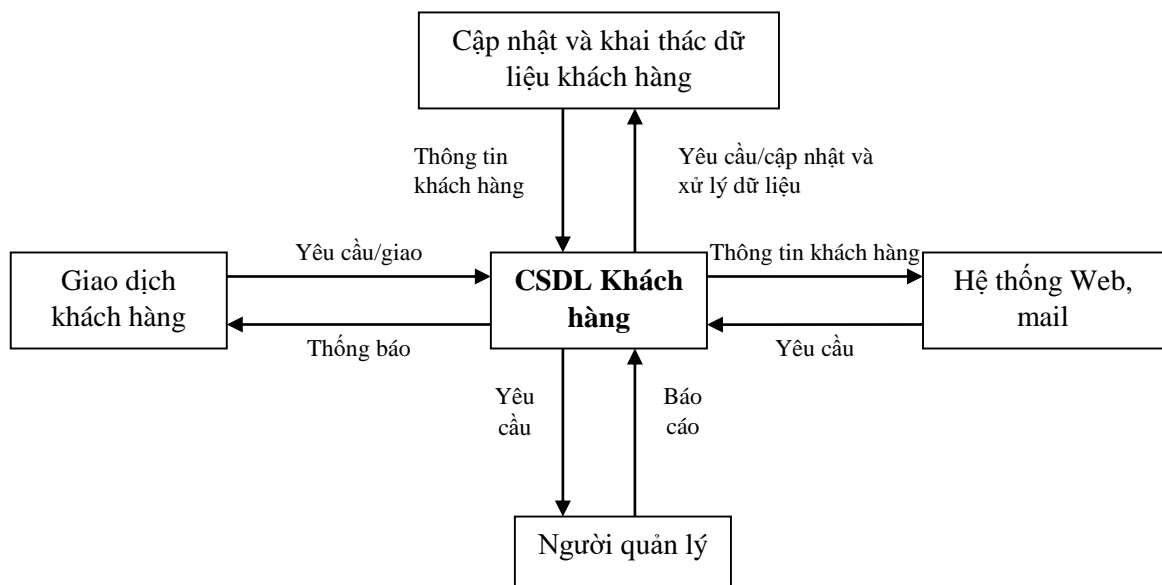 Cập nhật và khai thác dữ
liệu khách hàng
Thông tin
khách hàng
Yêu cầu/cập nhật và
xử lý dữ liệu
Yêu cầu/giao
Thông tin khách hàng
Giao dịch
khách hàng
CSDL Khách
hàng
Hệ thống Web,
mail
Thống báo
Yêu cầu
Yêu
cầu
Báo
cáo
Người quản lý